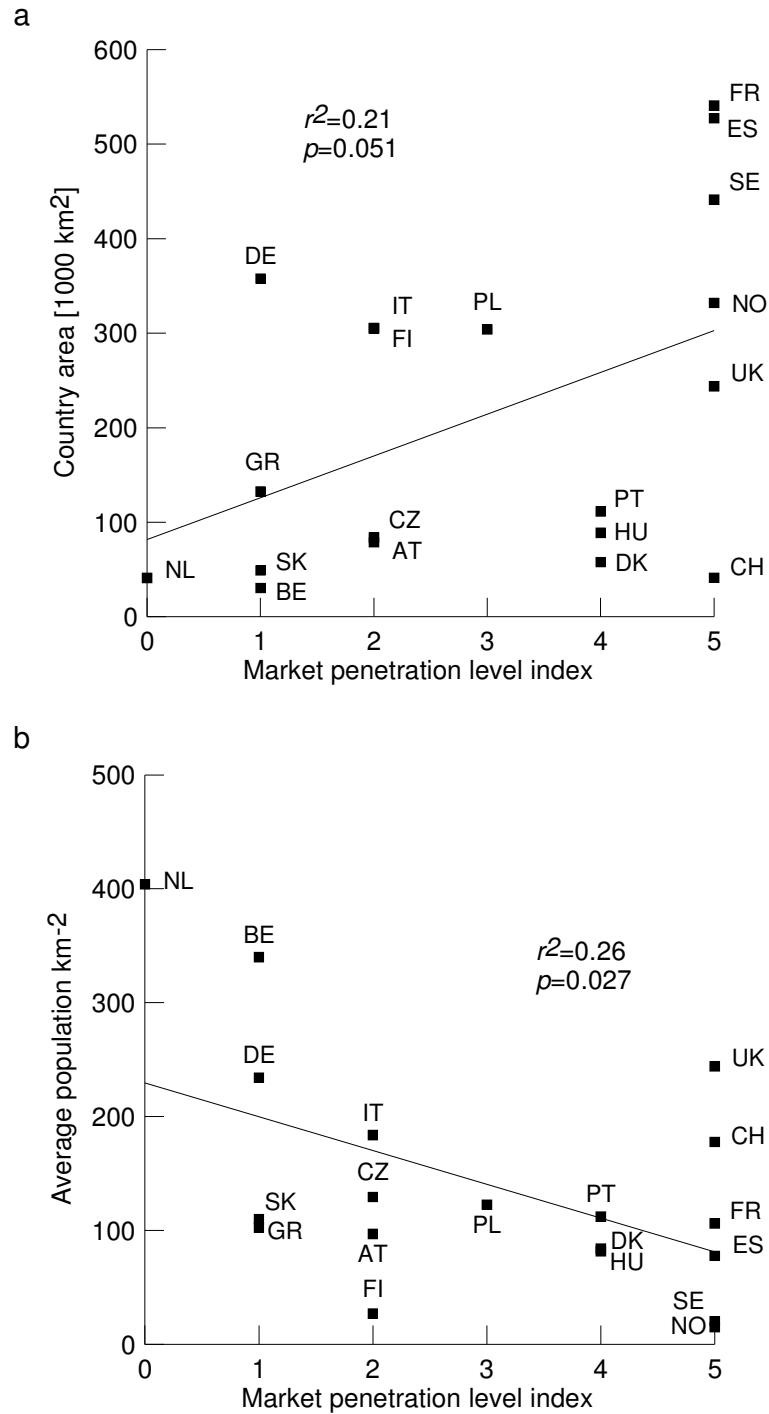 a
600
r2=0.21
p=0.051
FR
ES
500
SE
400
DE
IT
FI
PL
NO
300
UK
200
GR
CZ
AT
PT
HU
DK
100
NL
SK
BE
CH
0
0 1 2 3 4 5
Country area [1000 km2]
Market penetration level index
b
500
NL
400
BE
r2=0.26
p=0.027
300
DE
UK
200
IT
CH
CZ
SK
GR
PL
PT
FR
100
AT
DK
HU
ES
FI
SE
NO
0
0 1 2 3 4 5
Average population km-2
Market penetration level index